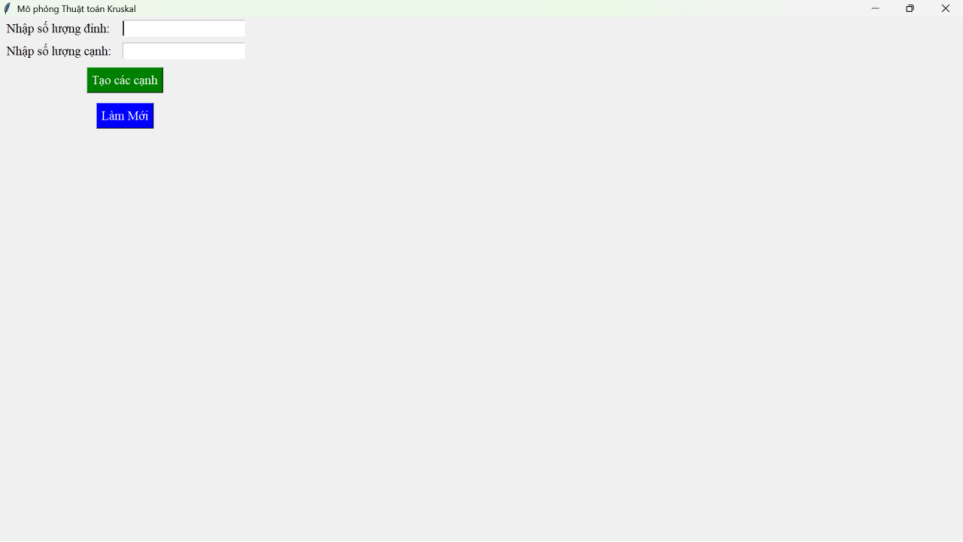 Mô phỏng Thuật toán Kruskal
Nhập số lượng đỉnh:
Nhập số lượng cạnh:
Tạo các cạnh
Làm Mới